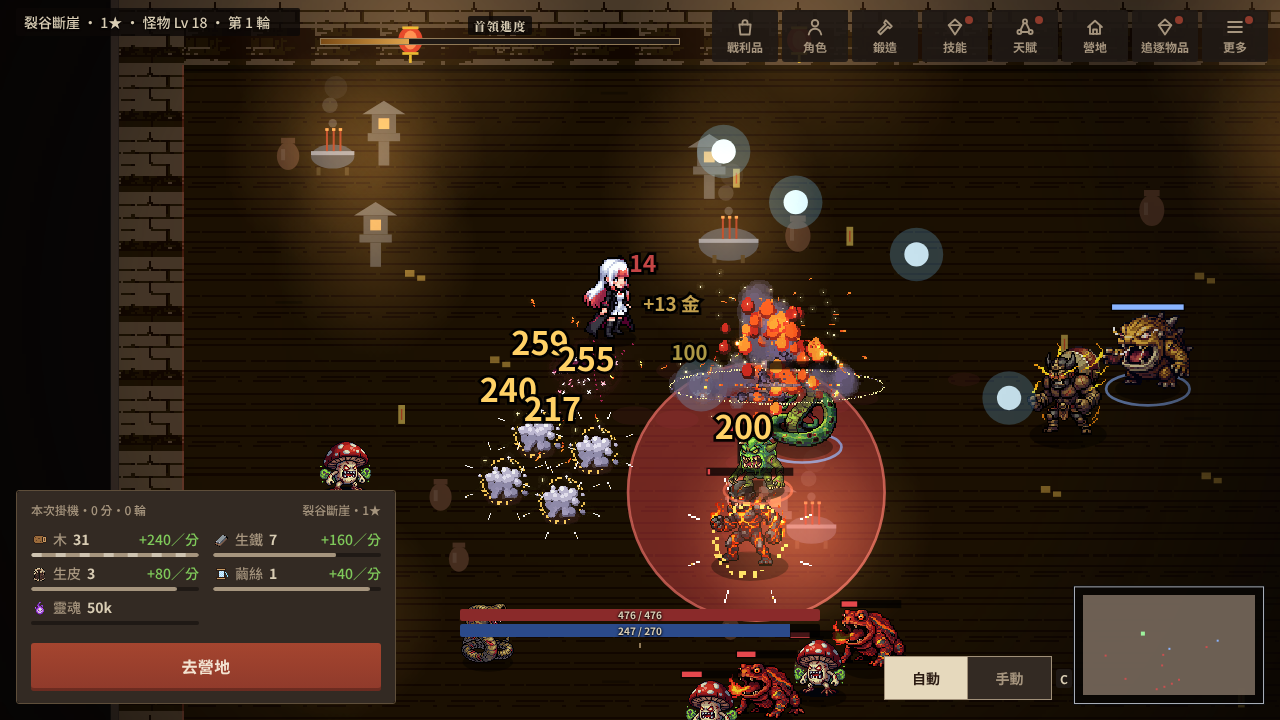 裂谷斷崖 · 1★ · 怪物 Lv 18 · 第 1 輪
首領進度
戰利品
角色
鍛造
技能
天賦
營地
追逐物品
更多
14
+13 金
259
255
100
240
217
200
本次掛機·0 分·0 輪
裂谷斷崖·1★
木 31 +240／分
生鐵 7 +160／分
生皮 3 +80／分
繭絲 1 +40／分
靈魂 50k
去營地
476 / 476
247 / 270
自動
手動
C